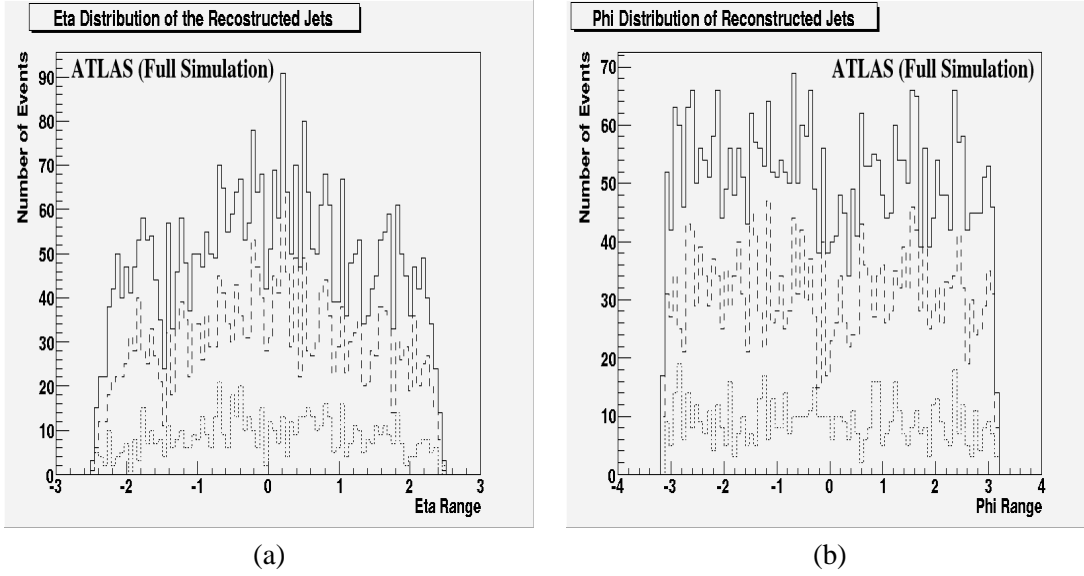 Eta Distribution of the Recostructed Jets
ATLAS (Full Simulation)
Number of Events
90
80
70
60
50
40
30
20
10
0
-3 -2 -1 0 1 2 3
Eta Range
(a)
Phi Distribution of Reconstructed Jets
ATLAS (Full Simulation)
Number of Events
70
60
50
40
30
20
10
0
-4 -3 -2 -1 0 1 2 3 4
Phi Range
(b)